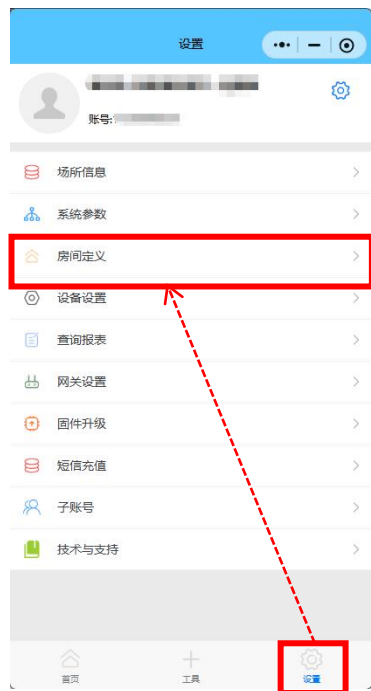 设置
账号:
场所信息
系统参数
房间定义
设备设置
查询报表
网关设置
固件升级
短信充值
子账号
技术与支持
首页 工具 设置